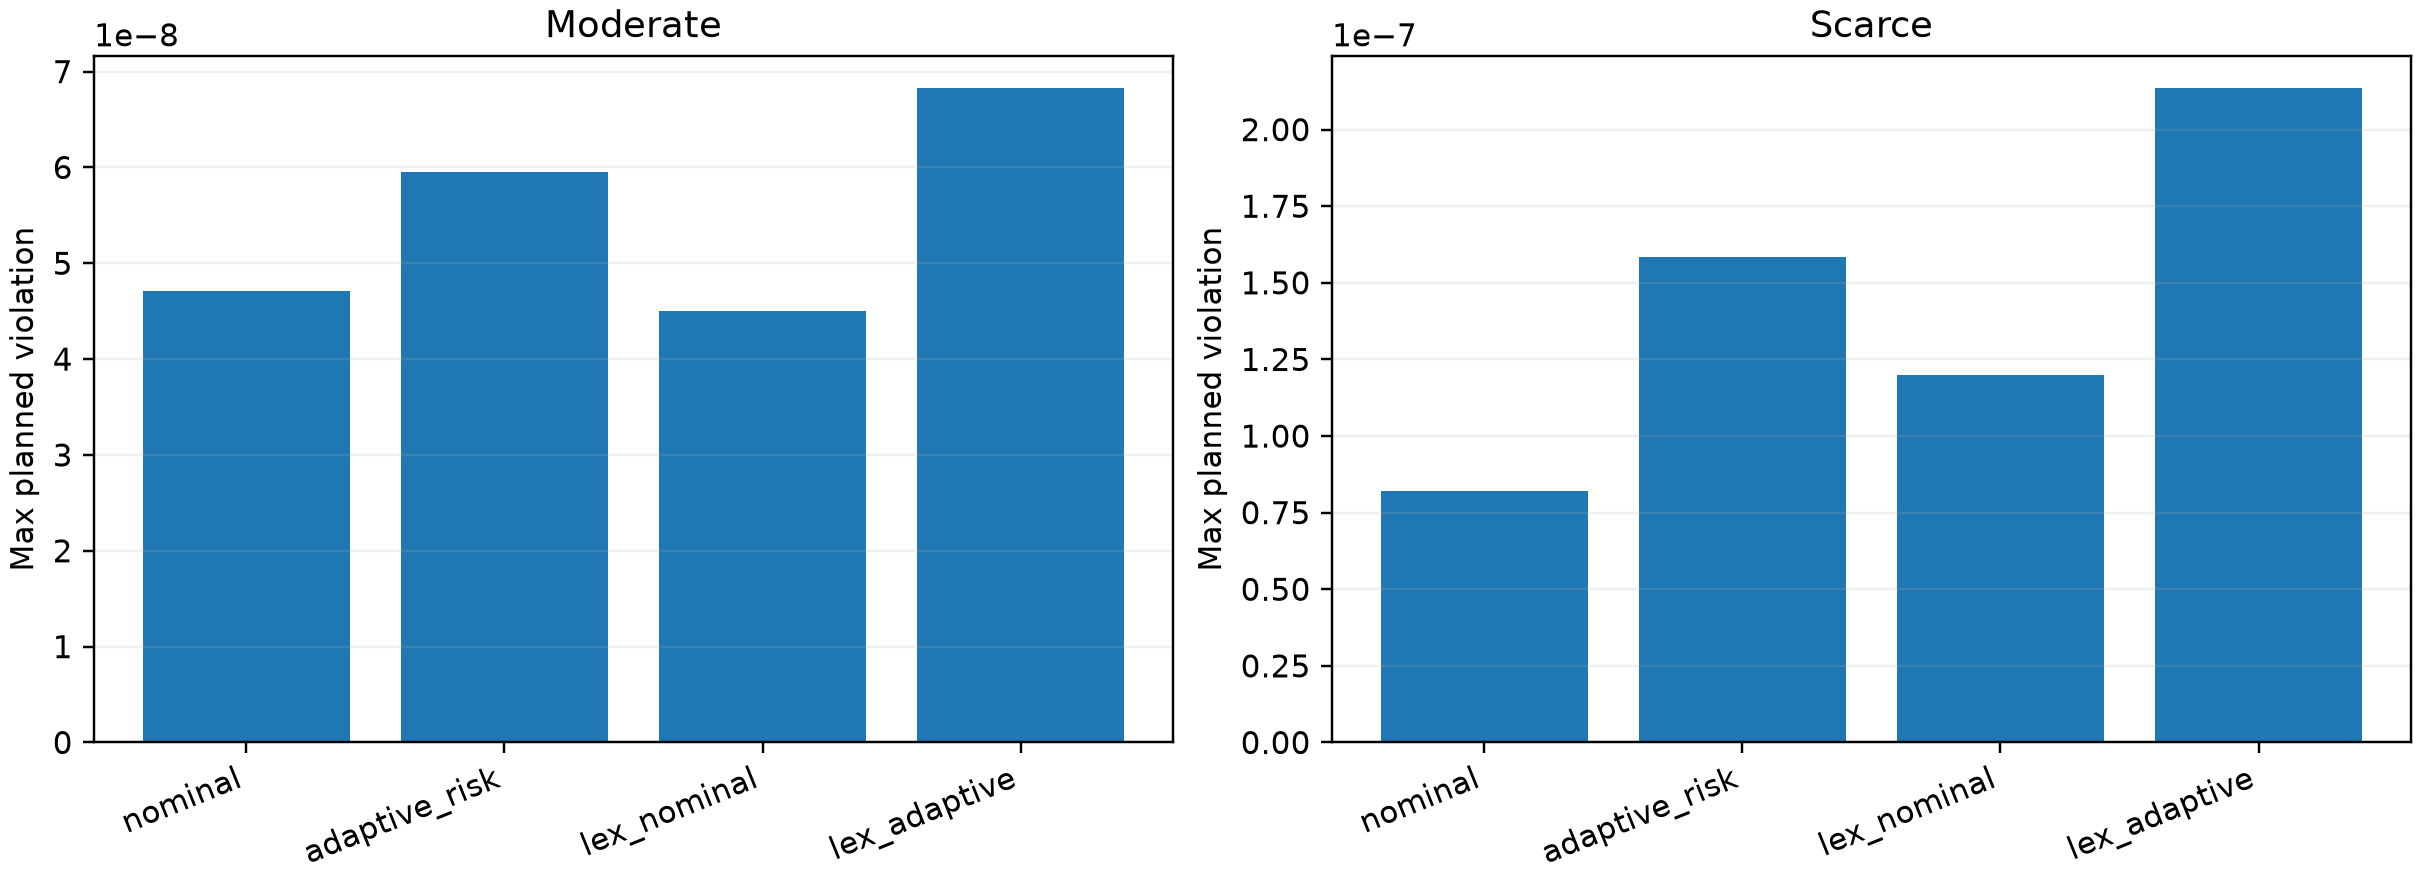 Moderate
1e−8
7
6
5
4
3
2
1
0
Max planned violation
nominal
adaptive_risk
lex_nominal
lex_adaptive
Scarce
1e−7
2.00
1.75
1.50
1.25
1.00
0.75
0.50
0.25
0.00
Max planned violation
nominal
adaptive_risk
lex_nominal
lex_adaptive